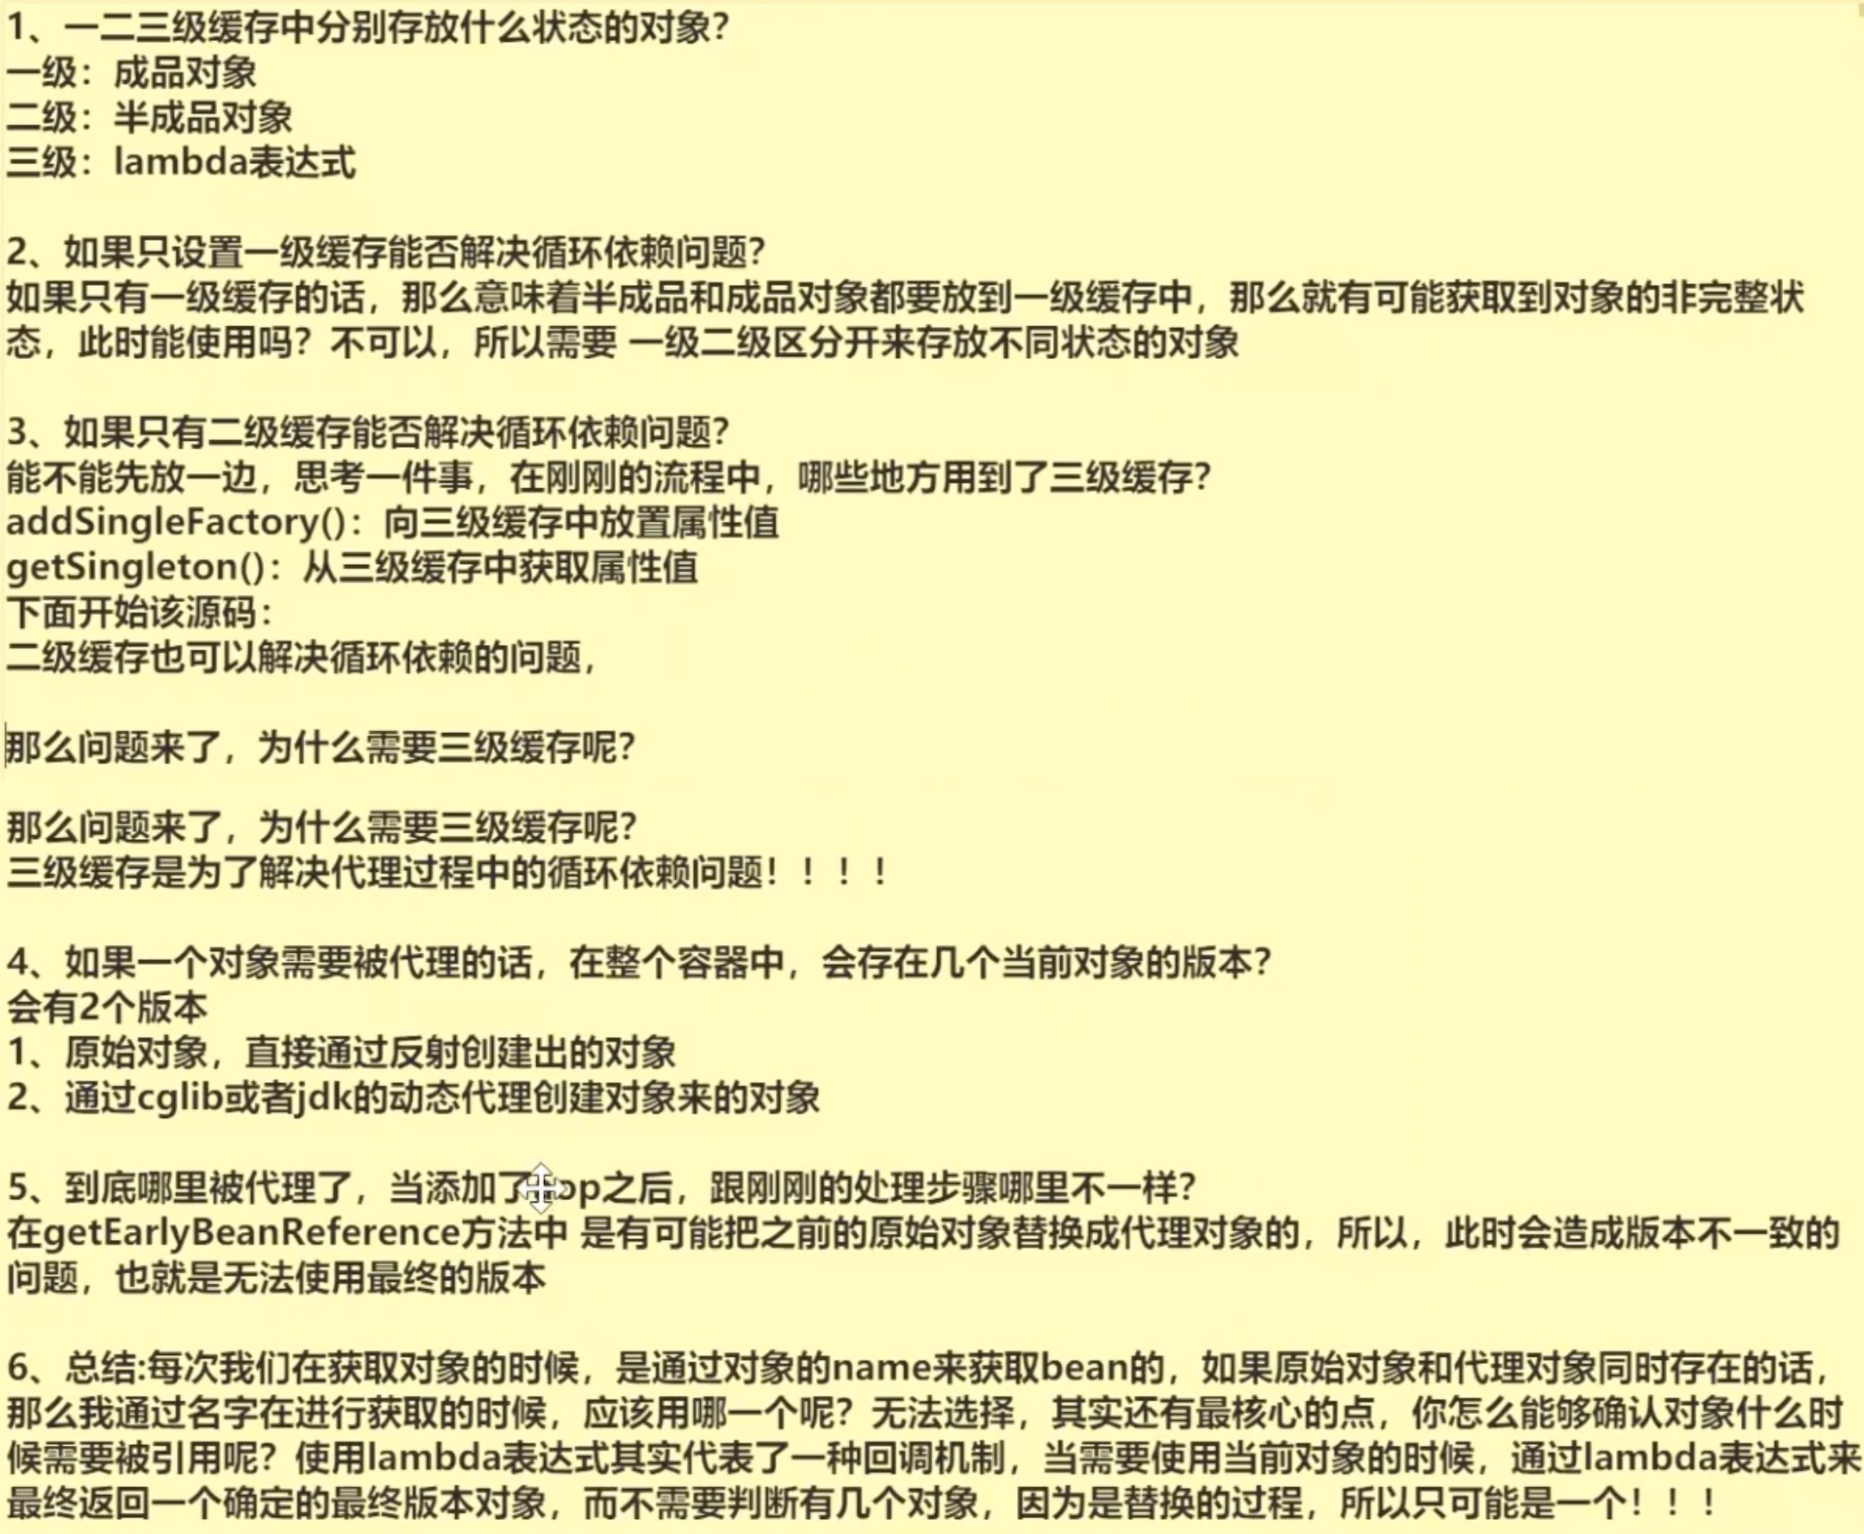 1、一二三级缓存中分别存放什么状态的对象？
一级：成品对象
二级：半成品对象
三级：lambda表达式
2、如果只设置一级缓存能否解决循环依赖问题？
如果只有一级缓存的话，那么意味着半成品和成品对象都要放到一级缓存中，那么就有可能获取到对象的非完整状
态，此时能使用吗？不可以，所以需要 一级二级区分开来存放不同状态的对象
3、如果只有二级缓存能否解决循环依赖问题？
能不能先放一边，思考一件事，在刚刚的流程中，哪些地方用到了三级缓存？
addSingleFactory()：向三级缓存中放置属性值
getSingleton()：从三级缓存中获取属性值
下面开始该源码：
二级缓存也可以解决循环依赖的问题，
那么问题来了，为什么需要三级缓存呢？
那么问题来了，为什么需要三级缓存呢？
三级缓存是为了解决代理过程中的循环依赖问题！！！！
4、如果一个对象需要被代理的话，在整个容器中，会存在几个当前对象的版本？
会有2个版本
1、原始对象，直接通过反射创建出的对象
2、通过cglib或者jdk的动态代理创建对象来的对象
5、到底哪里被代理了，当添加了op之后，跟刚刚的处理步骤哪里不一样？
在getEarlyBeanReference方法中 是有可能把之前的原始对象替换成代理对象的，所以，此时会造成版本不一致的
问题，也就是无法使用最终的版本
6、总结:每次我们在获取对象的时候，是通过对象的name来获取bean的，如果原始对象和代理对象同时存在的话，
那么我通过名字在进行获取的时候，应该用哪一个呢？无法选择，其实还有最核心的点，你怎么能够确认对象什么时
候需要被引用呢？使用lambda表达式其实代表了一种回调机制，当需要使用当前对象的时候，通过lambda表达式来
最终返回一个确定的最终版本对象，而不需要判断有几个对象，因为是替换的过程，所以只可能是一个！！！